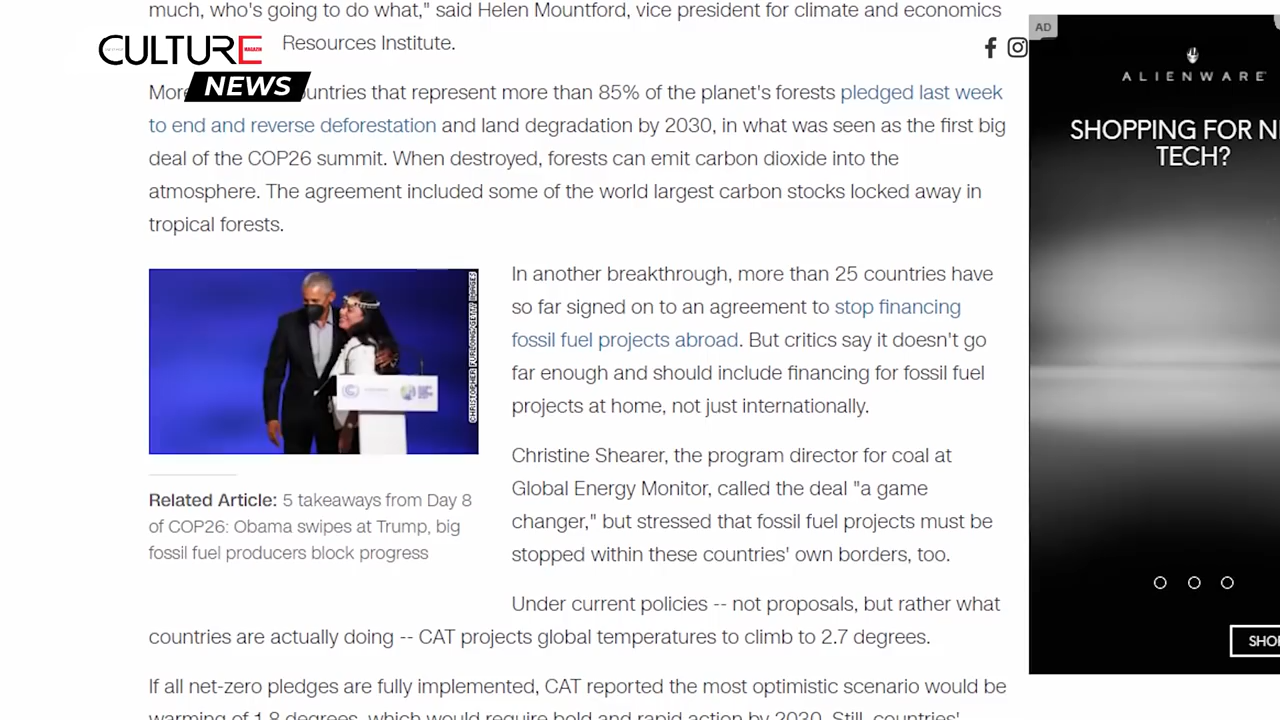 much, who's going to do what," said Helen Mountford, vice president for climate and economics
CULTURE
MAGAZIN
Resources Institute.
NEWS
More
untries that represent more than 85% of the planet's forests pledged last week
to end and reverse deforestation and land degradation by 2030, in what was seen as the first big
deal of the COP26 summit. When destroyed, forests can emit carbon dioxide into the
atmosphere. The agreement included some of the world largest carbon stocks locked away in
tropical forests.
CHRISTOPHER FURLONG/GETTY IMAGES
Related Article: 5 takeaways from Day 8
of COP26: Obama swipes at Trump, big
fossil fuel producers block progress
In another breakthrough, more than 25 countries have
so far signed on to an agreement to stop financing
fossil fuel projects abroad. But critics say it doesn't go
far enough and should include financing for fossil fuel
projects at home, not just internationally.
Christine Shearer, the program director for coal at
Global Energy Monitor, called the deal "a game
changer," but stressed that fossil fuel projects must be
stopped within these countries' own borders, too.
Under current policies -- not proposals, but rather what
countries are actually doing -- CAT projects global temperatures to climb to 2.7 degrees.
If all net-zero pledges are fully implemented, CAT reported the most optimistic scenario would be
warming of 1.8 degrees, which would require bold and rapid action by 2030. Still, countries'
AD
ALIENWARE
SHOPPING FOR N
TECH?
SHO